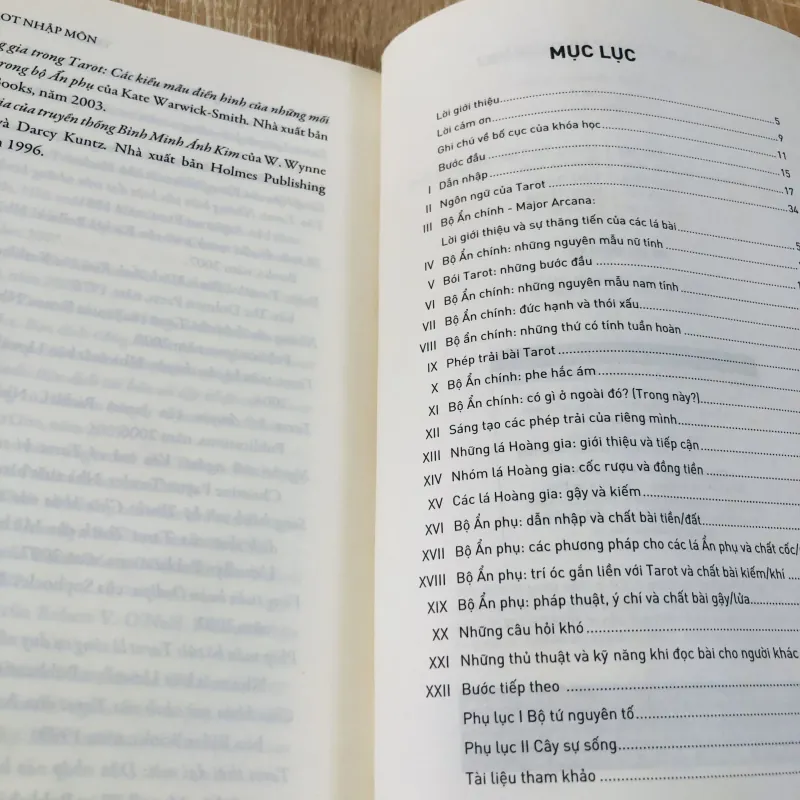 OT NHẬP MÔN
g gia trong Tarot: Các kiểu mẫu điển hình của những mối
trong bộ Ẩn phụ của Kate Warwick-Smith. Nhà xuất bản
Books, năm 2003.
gia của truyền thống Bình Minh Ánh Kim của W. Wynne
và Darcy Kuntz. Nhà xuất bản Holmes Publishing
1996.
MỤC LỤC
Lời giới thiệu 5
Lời cảm ơn 9
Ghi chú về bố cục của khóa học 11
Bước đầu 15
I Dẫn nhập 17
II Ngôn ngữ của Tarot 34
III Bộ Ẩn chính - Major Arcana:
Lời giới thiệu và sự thăng tiến của các lá bài
IV Bộ Ẩn chính: những nguyên mẫu nữ tính
V Bói Tarot: những bước đầu
VI Bộ Ẩn chính: những nguyên mẫu nam tính
VII Bộ Ẩn chính: đức hạnh và thói xấu
VIII Bộ ẩn chính: những thứ có tính tuần hoàn
IX Phép trải bài Tarot
X Bộ Ẩn chính: phe hắc ám
XI Bộ Ẩn chính: có gì ở ngoài đó? (Trong này?)
XII Sáng tạo các phép trải của riêng mình
XIII Những lá Hoàng gia: giới thiệu và tiếp cận
XIV Nhóm lá Hoàng gia: cốc rượu và đồng tiền
XV Các lá Hoàng gia: gậy và kiếm
XVI Bộ Ẩn phụ: dẫn nhập và chất bài tiền/đất
XVII Bộ Ẩn phụ: các phương pháp cho các lá Ẩn phụ và chất cốc/
XVIII Bộ Ẩn phụ: trí óc gắn liền với Tarot và chất bài kiếm/khí
XIX Bộ Ẩn phụ: pháp thuật, ý chí và chất bài gậy/lửa
XX Những câu hỏi khó
XXI Những thủ thuật và kỹ năng khi đọc bài cho người khác
XXII Bước tiếp theo
Phụ lục I Bộ tứ nguyên tố
Phụ lục II Cây sự sống
Tài liệu tham khảo